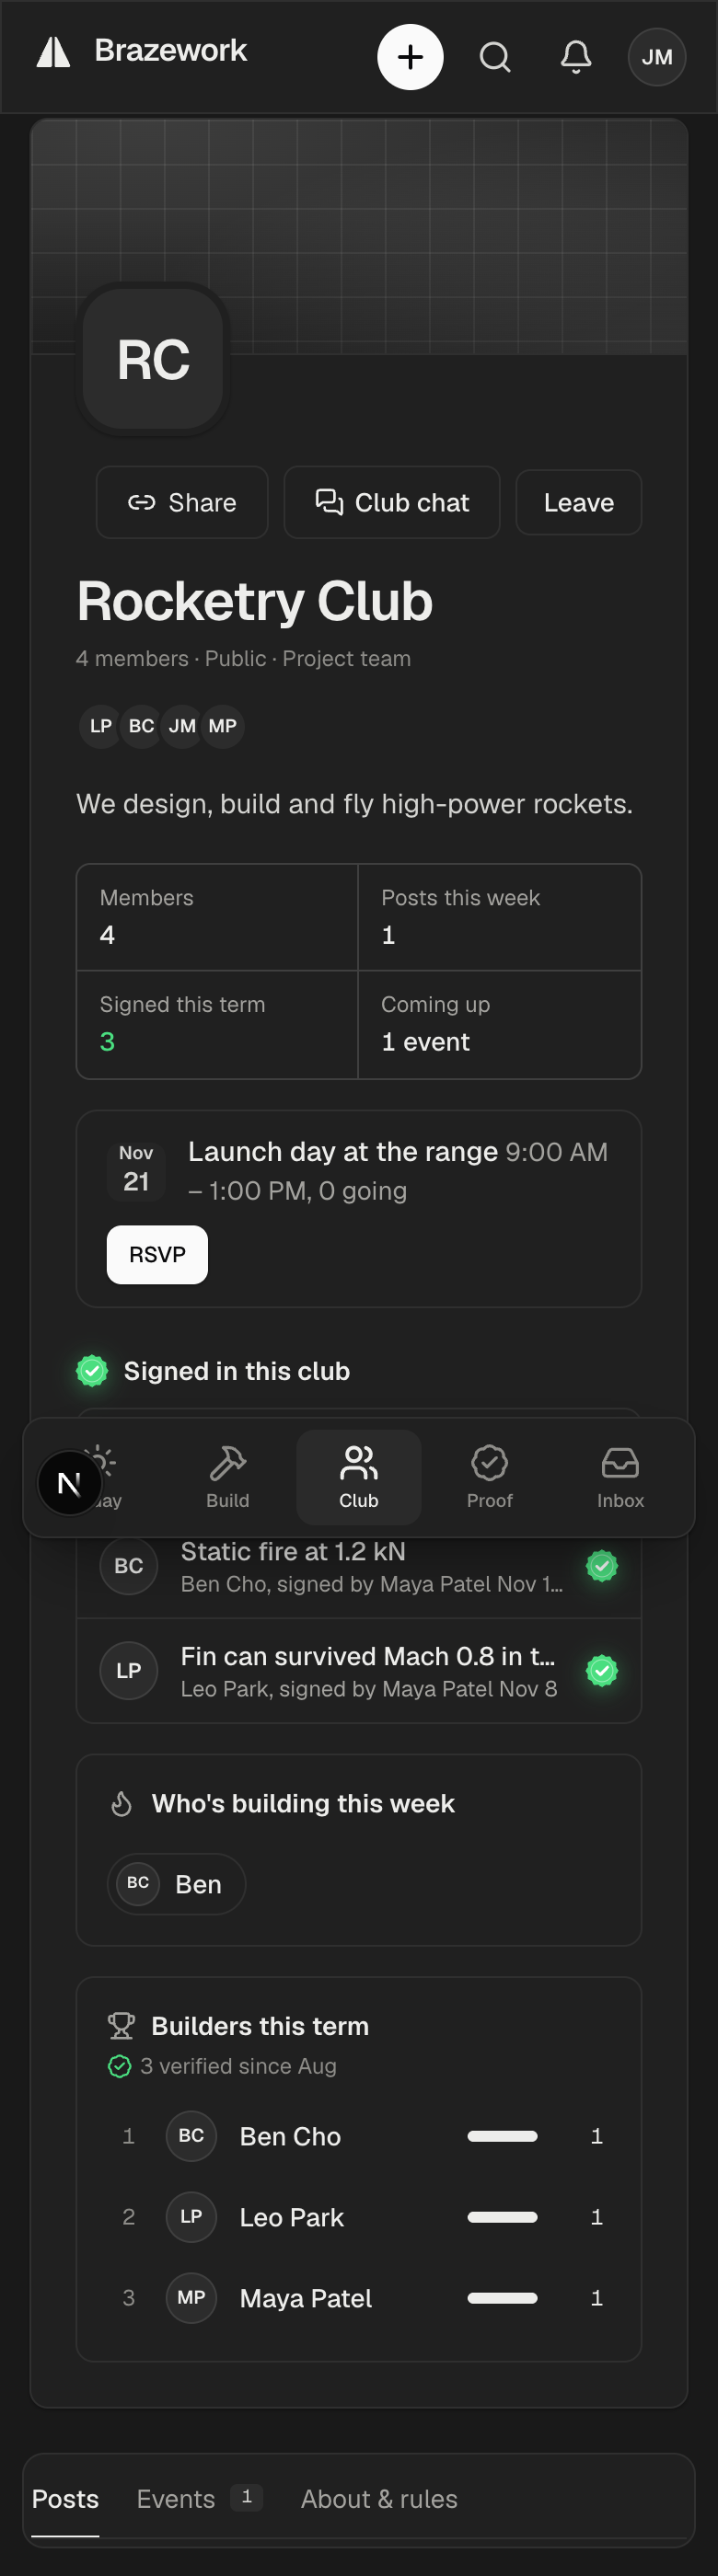 Brazework
JM
RC
Share
Club chat
Leave
Rocketry Club
4 members · Public · Project team
LP BC JM MP
We design, build and fly high-power rockets.
Members
4
Posts this week
1
Signed this term
3
Coming up
1 event
Nov
21
Launch day at the range 9:00 AM
– 1:00 PM, 0 going
RSVP
Signed in this club
N
day
Build
Club
Proof
Inbox
BC
Static fire at 1.2 kN
Ben Cho, signed by Maya Patel Nov 1...
LP
Fin can survived Mach 0.8 in t...
Leo Park, signed by Maya Patel Nov 8
Who's building this week
BC
Ben
Builders this term
3 verified since Aug
1 BC Ben Cho 1
2 LP Leo Park 1
3 MP Maya Patel 1
Posts
Events 1
About & rules